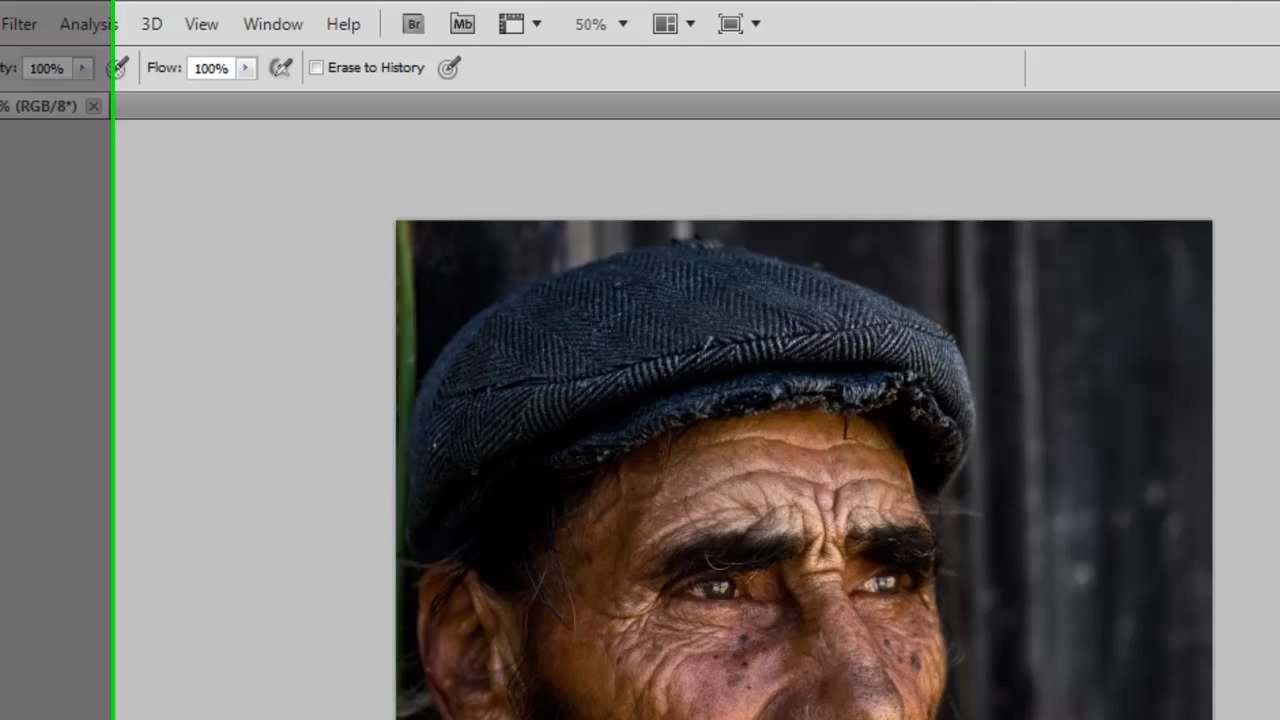 Filter Analysis 3D View Window Help Br Mb 50%
ty: 100% Flow: 100% Erase to History
% (RGB/8*)